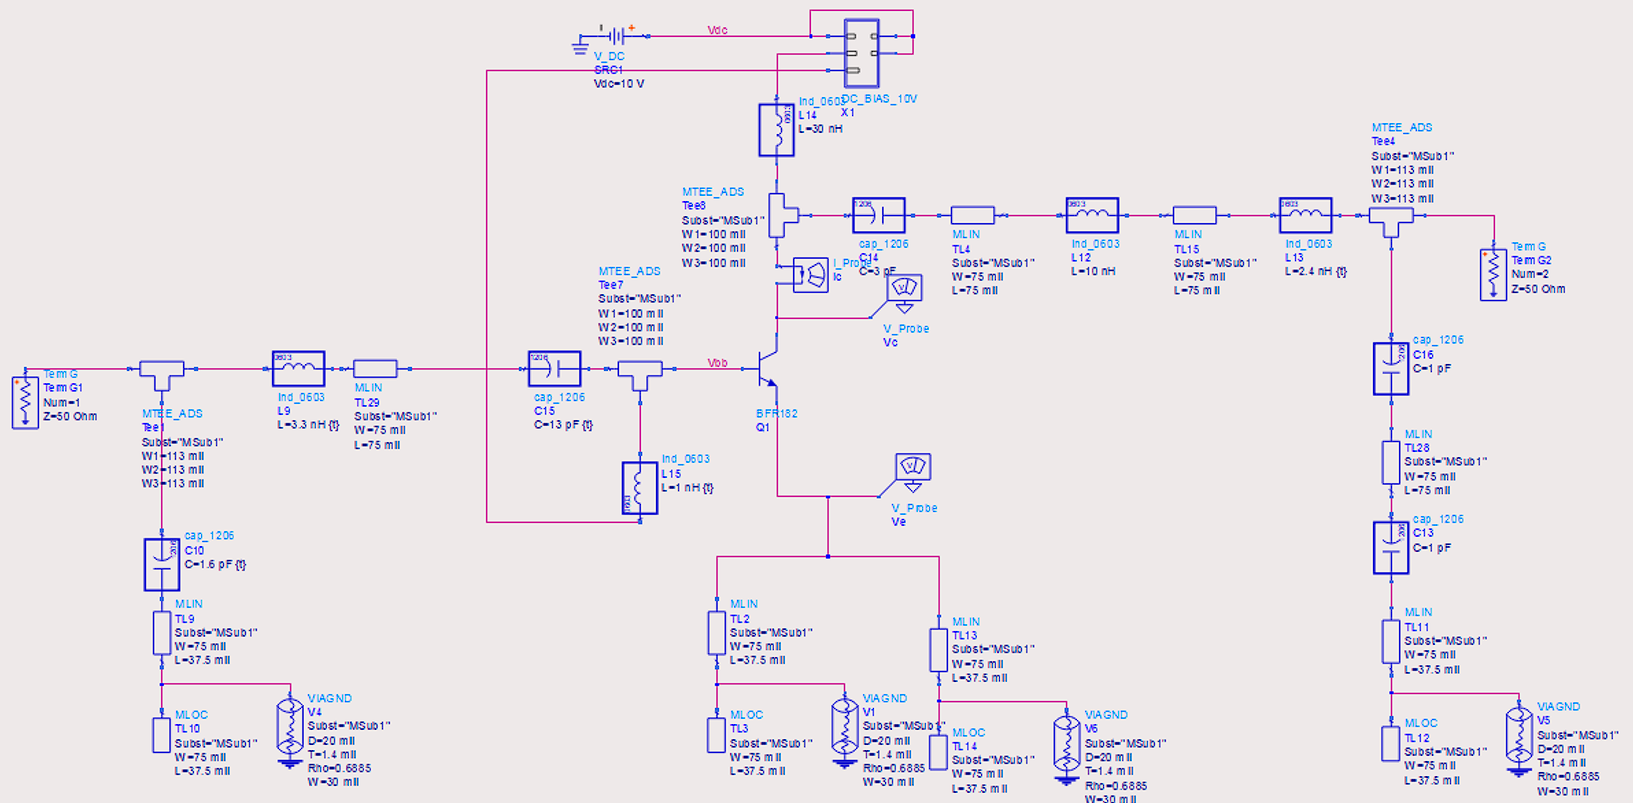 Vdc
V_DC
SRC1
Vdc=10 V
DC_BIAS_10V
X1
Ind_0603
L14
L=30 nH
0603
MTEE_ADS
Tee8
Subst="MSub1"
W1=100 mil
W2=100 mil
W3=100 mil
1206
cap_1206
C14
C=3 pF
MLIN
TL4
Subst="MSub1"
W=75 mil
L=75 mil
0603
Ind_0603
L12
L=10 nH
MLIN
TL15
Subst="MSub1"
W=75 mil
L=75 mil
0603
Ind_0603
L13
L=2.4 nH {t}
MTEE_ADS
Tee4
Subst="MSub1"
W1=113 mil
W2=113 mil
W3=113 mil
Term G
Term G2
Num=2
Z=50 Ohm
I_Probe
Ic
V_Probe
Vc
MTEE_ADS
Tee7
Subst="MSub1"
W1=100 mil
W2=100 mil
W3=100 mil
Term G
Term G1
Num=1
Z=50 Ohm
MTEE_ADS
Tee1
Subst="MSub1"
W1=113 mil
W2=113 mil
W3=113 mil
0603
Ind_0603
L9
L=3.3 nH {t}
MLIN
TL29
Subst="MSub1"
W=75 mil
L=75 mil
1206
cap_1206
C15
C=13 pF {t}
Vbb
BFR182
Q1
Ind_0603
L15
L=1 nH {t}
0603
V_Probe
Ve
cap_1206
C16
C=1 pF
1206
MLIN
TL28
Subst="MSub1"
W=75 mil
L=75 mil
cap_1206
C13
C=1 pF
1206
MLIN
TL11
Subst="MSub1"
W=75 mil
L=37.5 mil
MLOC
TL12
Subst="MSub1"
W=75 mil
L=37.5 mil
VIAGND
V5
Subst="MSub1"
D=20 mil
T=1.4 mil
Rho=0.6885
W=30 mil
cap_1206
C10
C=1.6 pF {t}
1206
MLIN
TL9
Subst="MSub1"
W=75 mil
L=37.5 mil
MLOC
TL10
Subst="MSub1"
W=75 mil
L=37.5 mil
VIAGND
V4
Subst="MSub1"
D=20 mil
T=1.4 mil
Rho=0.6885
W=30 mil
MLIN
TL2
Subst="MSub1"
W=75 mil
L=37.5 mil
MLOC
TL3
Subst="MSub1"
W=75 mil
L=37.5 mil
VIAGND
V1
Subst="MSub1"
D=20 mil
T=1.4 mil
Rho=0.6885
W=30 mil
MLIN
TL13
Subst="MSub1"
W=75 mil
L=37.5 mil
MLOC
TL14
Subst="MSub1"
W=75 mil
L=37.5 mil
VIAGND
V6
Subst="MSub1"
D=20 mil
T=1.4 mil
Rho=0.6885
W=30 mil